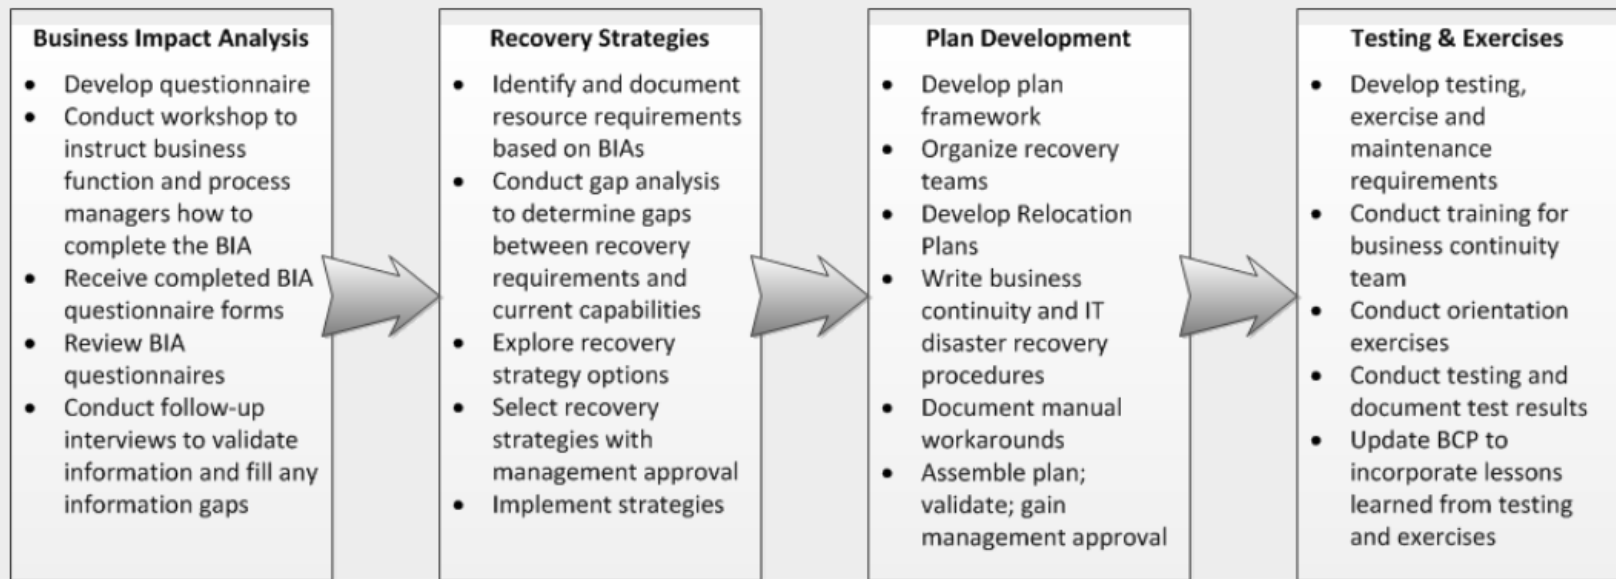 Business Impact Analysis
• Develop questionnaire
• Conduct workshop to
instruct business
function and process
managers how to
complete the BIA
• Receive completed BIA
questionnaire forms
• Review BIA
questionnaires
• Conduct follow-up
interviews to validate
information and fill any
information gaps
Recovery Strategies
• Identify and document
resource requirements
based on BIAs
• Conduct gap analysis
to determine gaps
between recovery
requirements and
current capabilities
• Explore recovery
strategy options
• Select recovery
strategies with
management approval
• Implement strategies
Plan Development
• Develop plan
framework
• Organize recovery
teams
• Develop Relocation
Plans
• Write business
continuity and IT
disaster recovery
procedures
• Document manual
workarounds
• Assemble plan;
validate; gain
management approval
Testing & Exercises
• Develop testing,
exercise and
maintenance
requirements
• Conduct training for
business continuity
team
• Conduct orientation
exercises
• Conduct testing and
document test results
• Update BCP to
incorporate lessons
learned from testing
and exercises